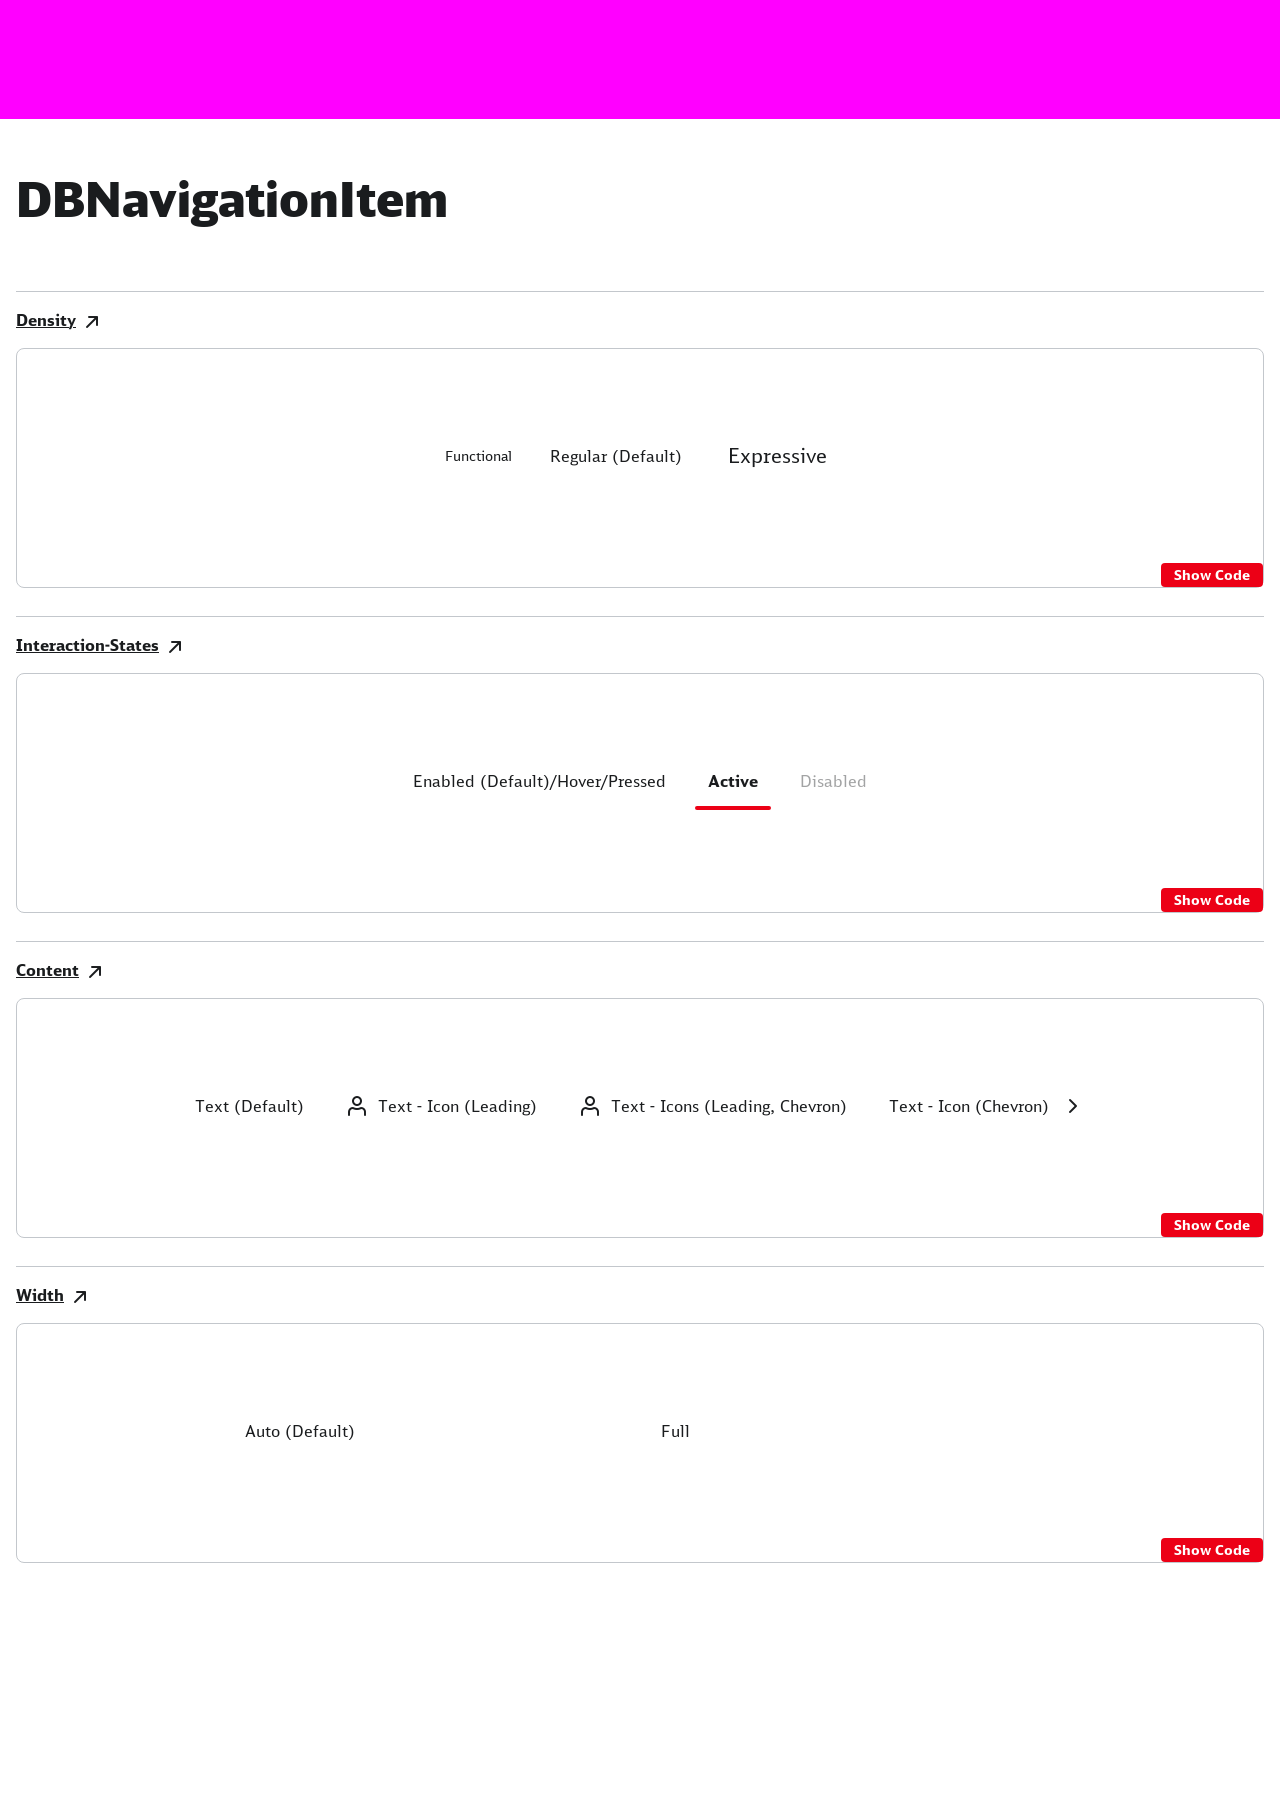 DBNavigationItem
Density
Functional Regular (Default) Expressive
Show Code
Interaction-States
Enabled (Default)/Hover/Pressed Active Disabled
Show Code
Content
Text (Default) Text - Icon (Leading) Text - Icons (Leading, Chevron) Text - Icon (Chevron)
Show Code
Width
Auto (Default) Full
Show Code